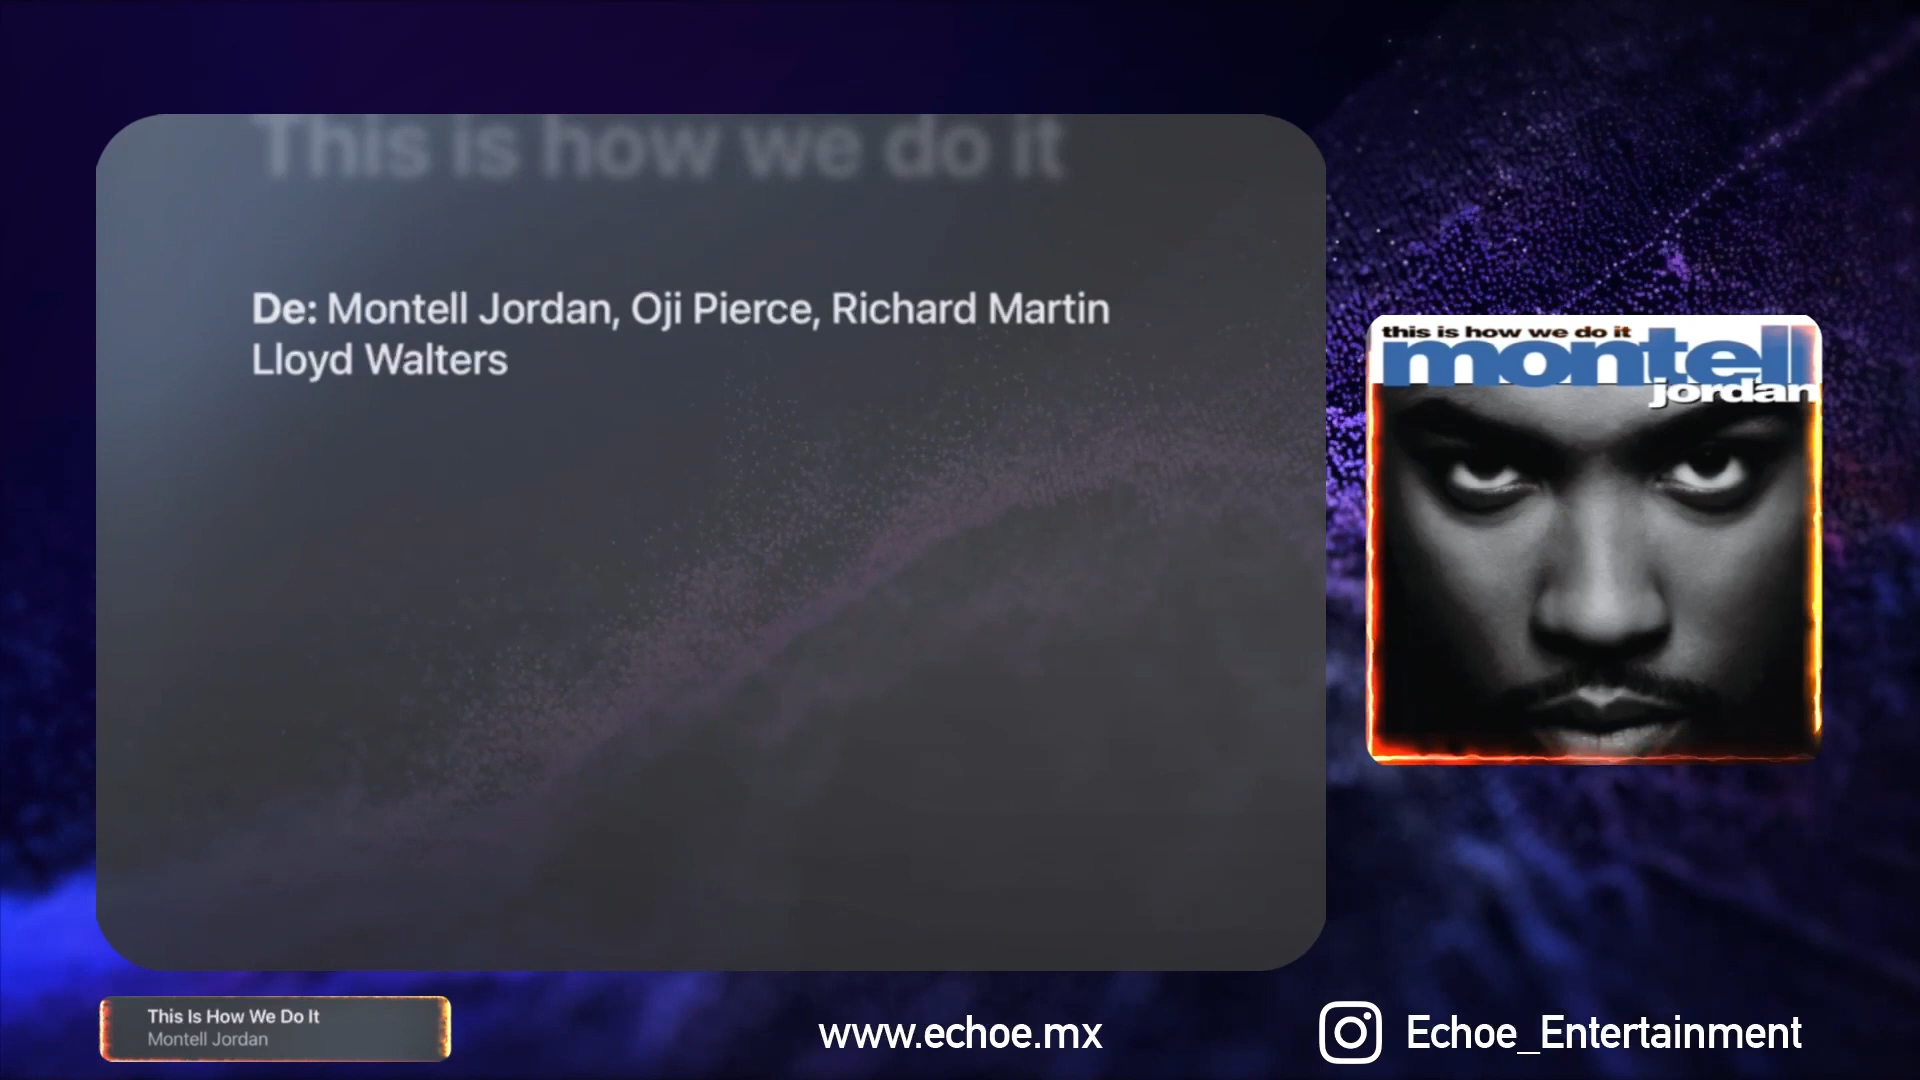 This is how we do it
De: Montell Jordan, Oji Pierce, Richard Martin
Lloyd Walters
this is how we do it
montell
jordan
This Is How We Do It
Montell Jordan
www.echoe.mx
Echoe_Entertainment